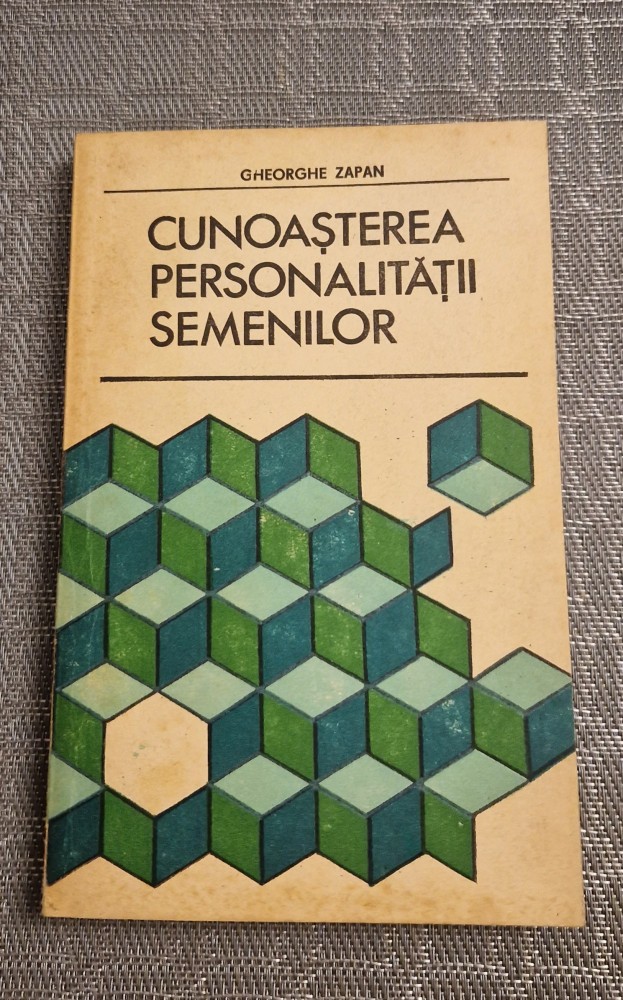 GHEORGHE ZAPAN
CUNOAȘTEREA
PERSONALITĂȚII
SEMENILOR